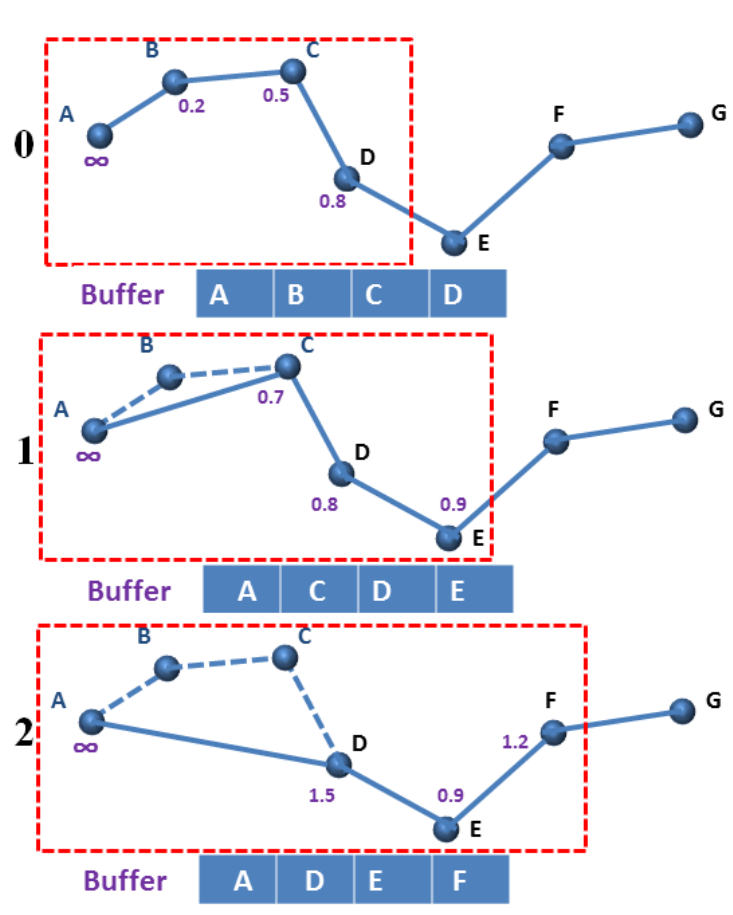 B C
A 0.2 0.5 F G
0 ∞ D
0.8
E
Buffer A B C D
B C
A 0.7 F G
1 ∞ D
0.8 0.9
E
Buffer A C D E
B C
A F G
2 ∞ D 1.2
1.5 0.9
E
Buffer A D E F